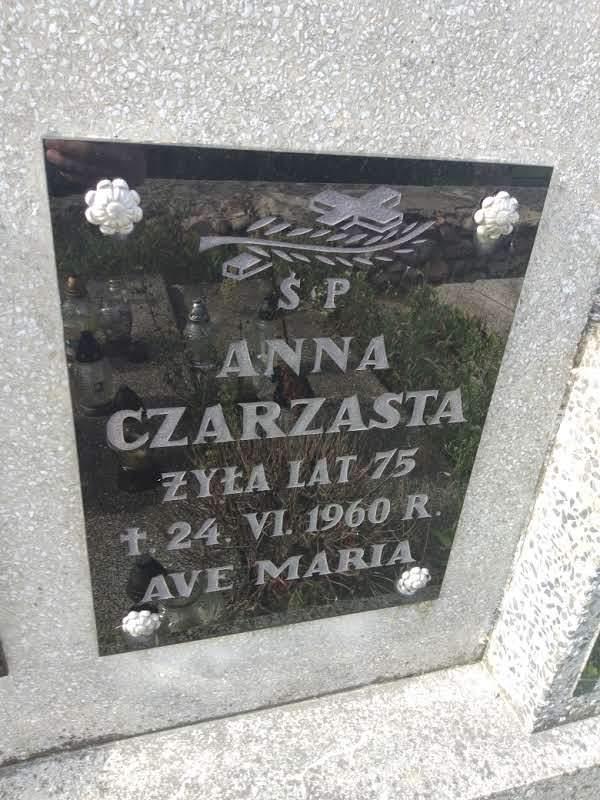 Ś P
ANNA
CZARZASTA
ŻYŁA LAT 75
†. 24. VI. 1960 R.
AVE MARIA